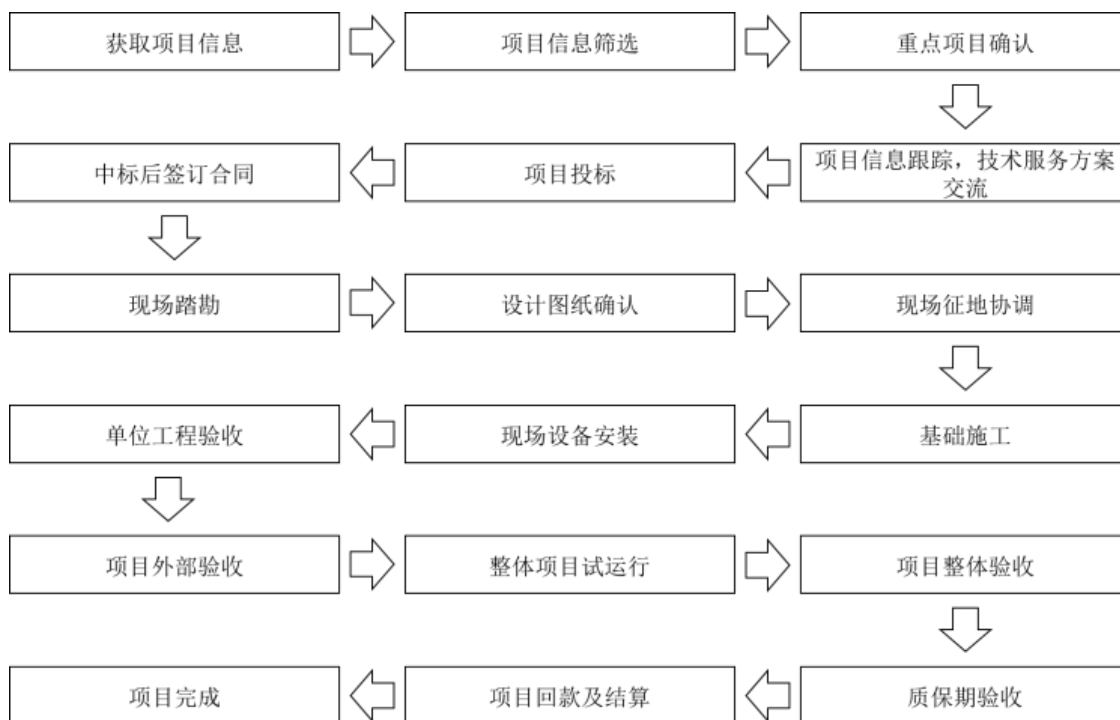 获取项目信息
项目信息筛选
重点项目确认
中标后签订合同
项目投标
项目信息跟踪，技术服务方案
交流
现场踏勘
设计图纸确认
现场征地协调
单位工程验收
现场设备安装
基础施工
项目外部验收
整体项目试运行
项目整体验收
项目完成
项目回款及结算
质保期验收